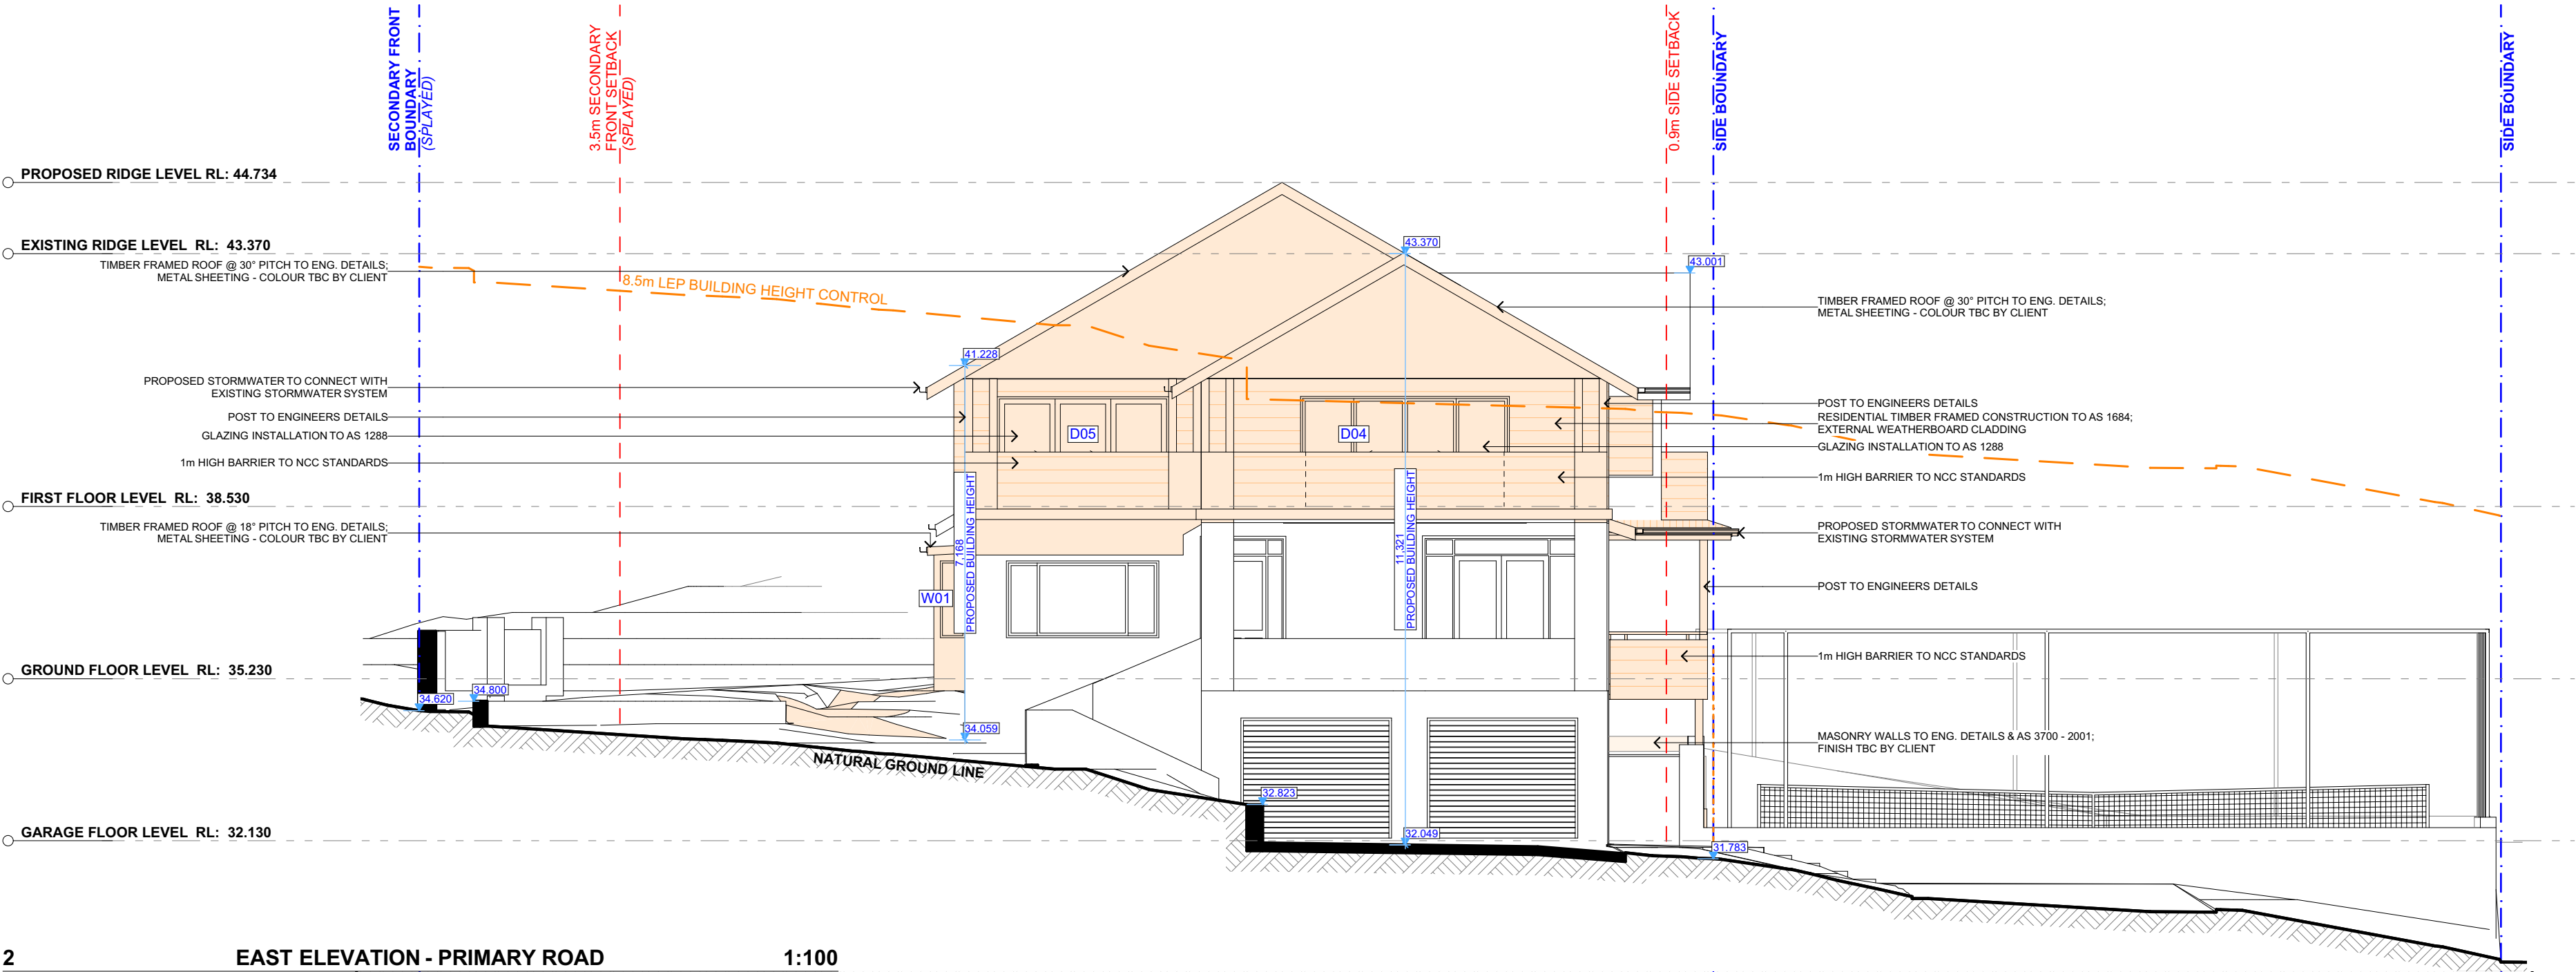 SECONDARY FRONT
BOUNDARY
(SPLAYED)
3.5m SECONDARY
FRONT SETBACK
(SPLAYED)
0.9m SIDE SETBACK
SIDE BOUNDARY
SIDE BOUNDARY
PROPOSED RIDGE LEVEL RL: 44.734
EXISTING RIDGE LEVEL RL: 43.370
TIMBER FRAMED ROOF @ 30° PITCH TO ENG. DETAILS;
METAL SHEETING - COLOUR TBC BY CLIENT
8.5m LEP BUILDING HEIGHT CONTROL
43.370
43.001
TIMBER FRAMED ROOF @ 30° PITCH TO ENG. DETAILS;
METAL SHEETING - COLOUR TBC BY CLIENT
41.228
PROPOSED STORMWATER TO CONNECT WITH
EXISTING STORMWATER SYSTEM
POST TO ENGINEERS DETAILS
GLAZING INSTALLATION TO AS 1288
1m HIGH BARRIER TO NCC STANDARDS
D05
D04
POST TO ENGINEERS DETAILS
RESIDENTIAL TIMBER FRAMED CONSTRUCTION TO AS 1684;
EXTERNAL WEATHERBOARD CLADDING
GLAZING INSTALLATION TO AS 1288
1m HIGH BARRIER TO NCC STANDARDS
FIRST FLOOR LEVEL RL: 38.530
TIMBER FRAMED ROOF @ 18° PITCH TO ENG. DETAILS;
METAL SHEETING - COLOUR TBC BY CLIENT
7,168
PROPOSED BUILDING HEIGHT
11,321
PROPOSED BUILDING HEIGHT
PROPOSED STORMWATER TO CONNECT WITH
EXISTING STORMWATER SYSTEM
POST TO ENGINEERS DETAILS
W01
1m HIGH BARRIER TO NCC STANDARDS
GROUND FLOOR LEVEL RL: 35.230
34.620
34.800
34.059
NATURAL GROUND LINE
MASONRY WALLS TO ENG. DETAILS & AS 3700 - 2001;
FINISH TBC BY CLIENT
32.823
GARAGE FLOOR LEVEL RL: 32.130
32.049
31.783
2 EAST ELEVATION - PRIMARY ROAD 1:100